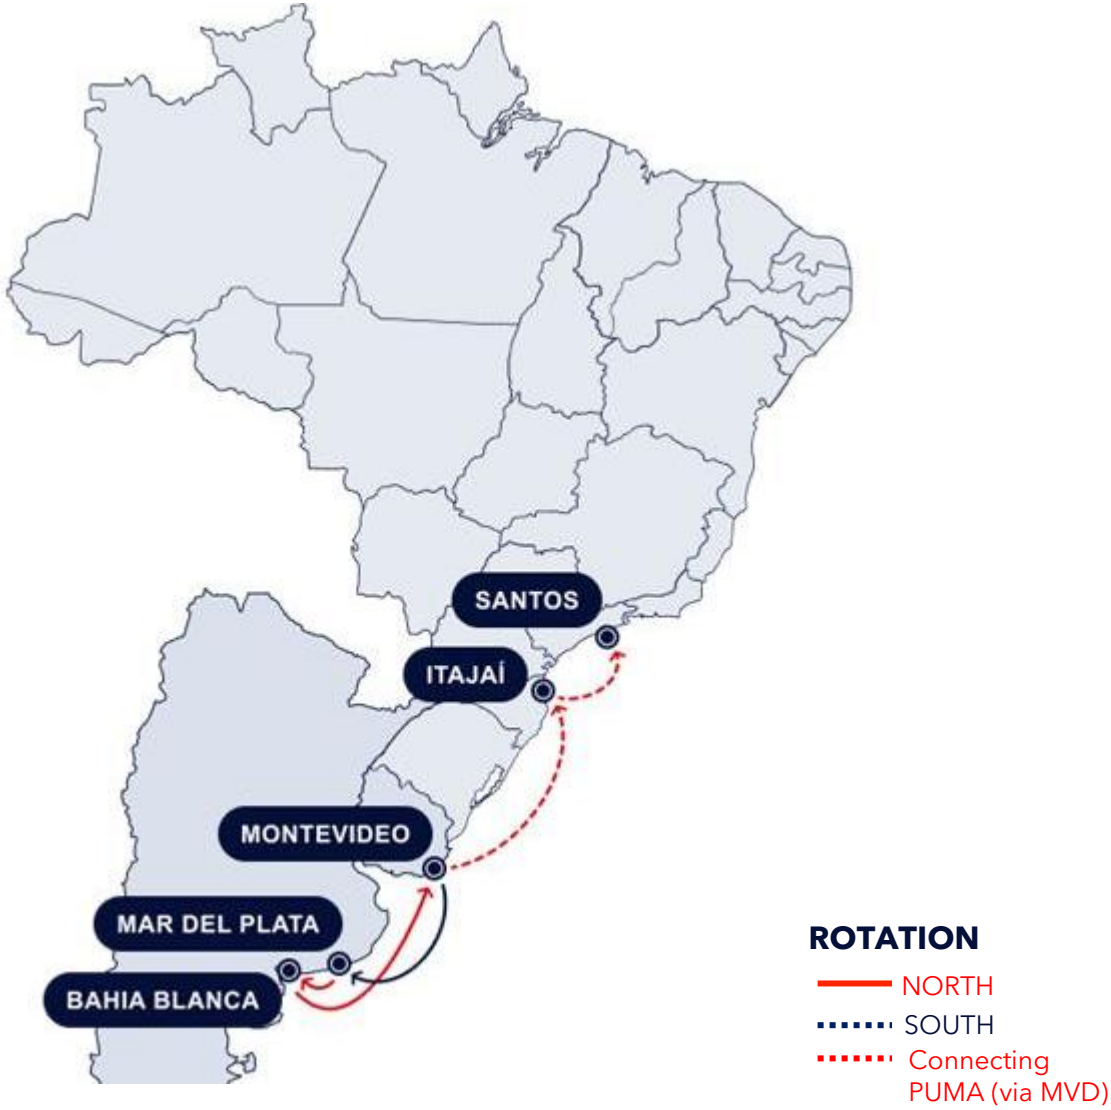 SANTOS
ITAJAÍ
MONTEVIDEO
MAR DEL PLATA
BAHIA BLANCA
ROTATION
NORTH
SOUTH
Connecting
PUMA (via MVD)